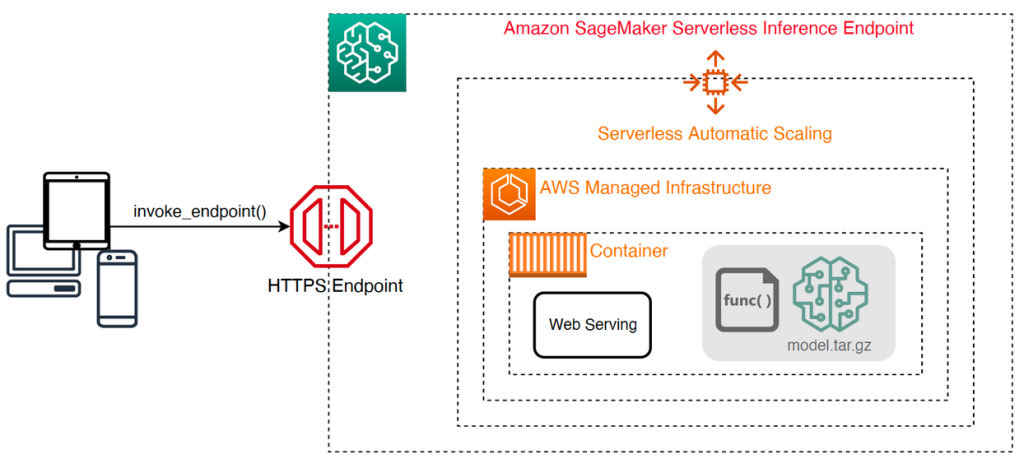 Amazon SageMaker Serverless Inference Endpoint
Serverless Automatic Scaling
AWS Managed Infrastructure
invoke_endpoint()
HTTPS Endpoint
Container
Web Serving
func( )
model.tar.gz